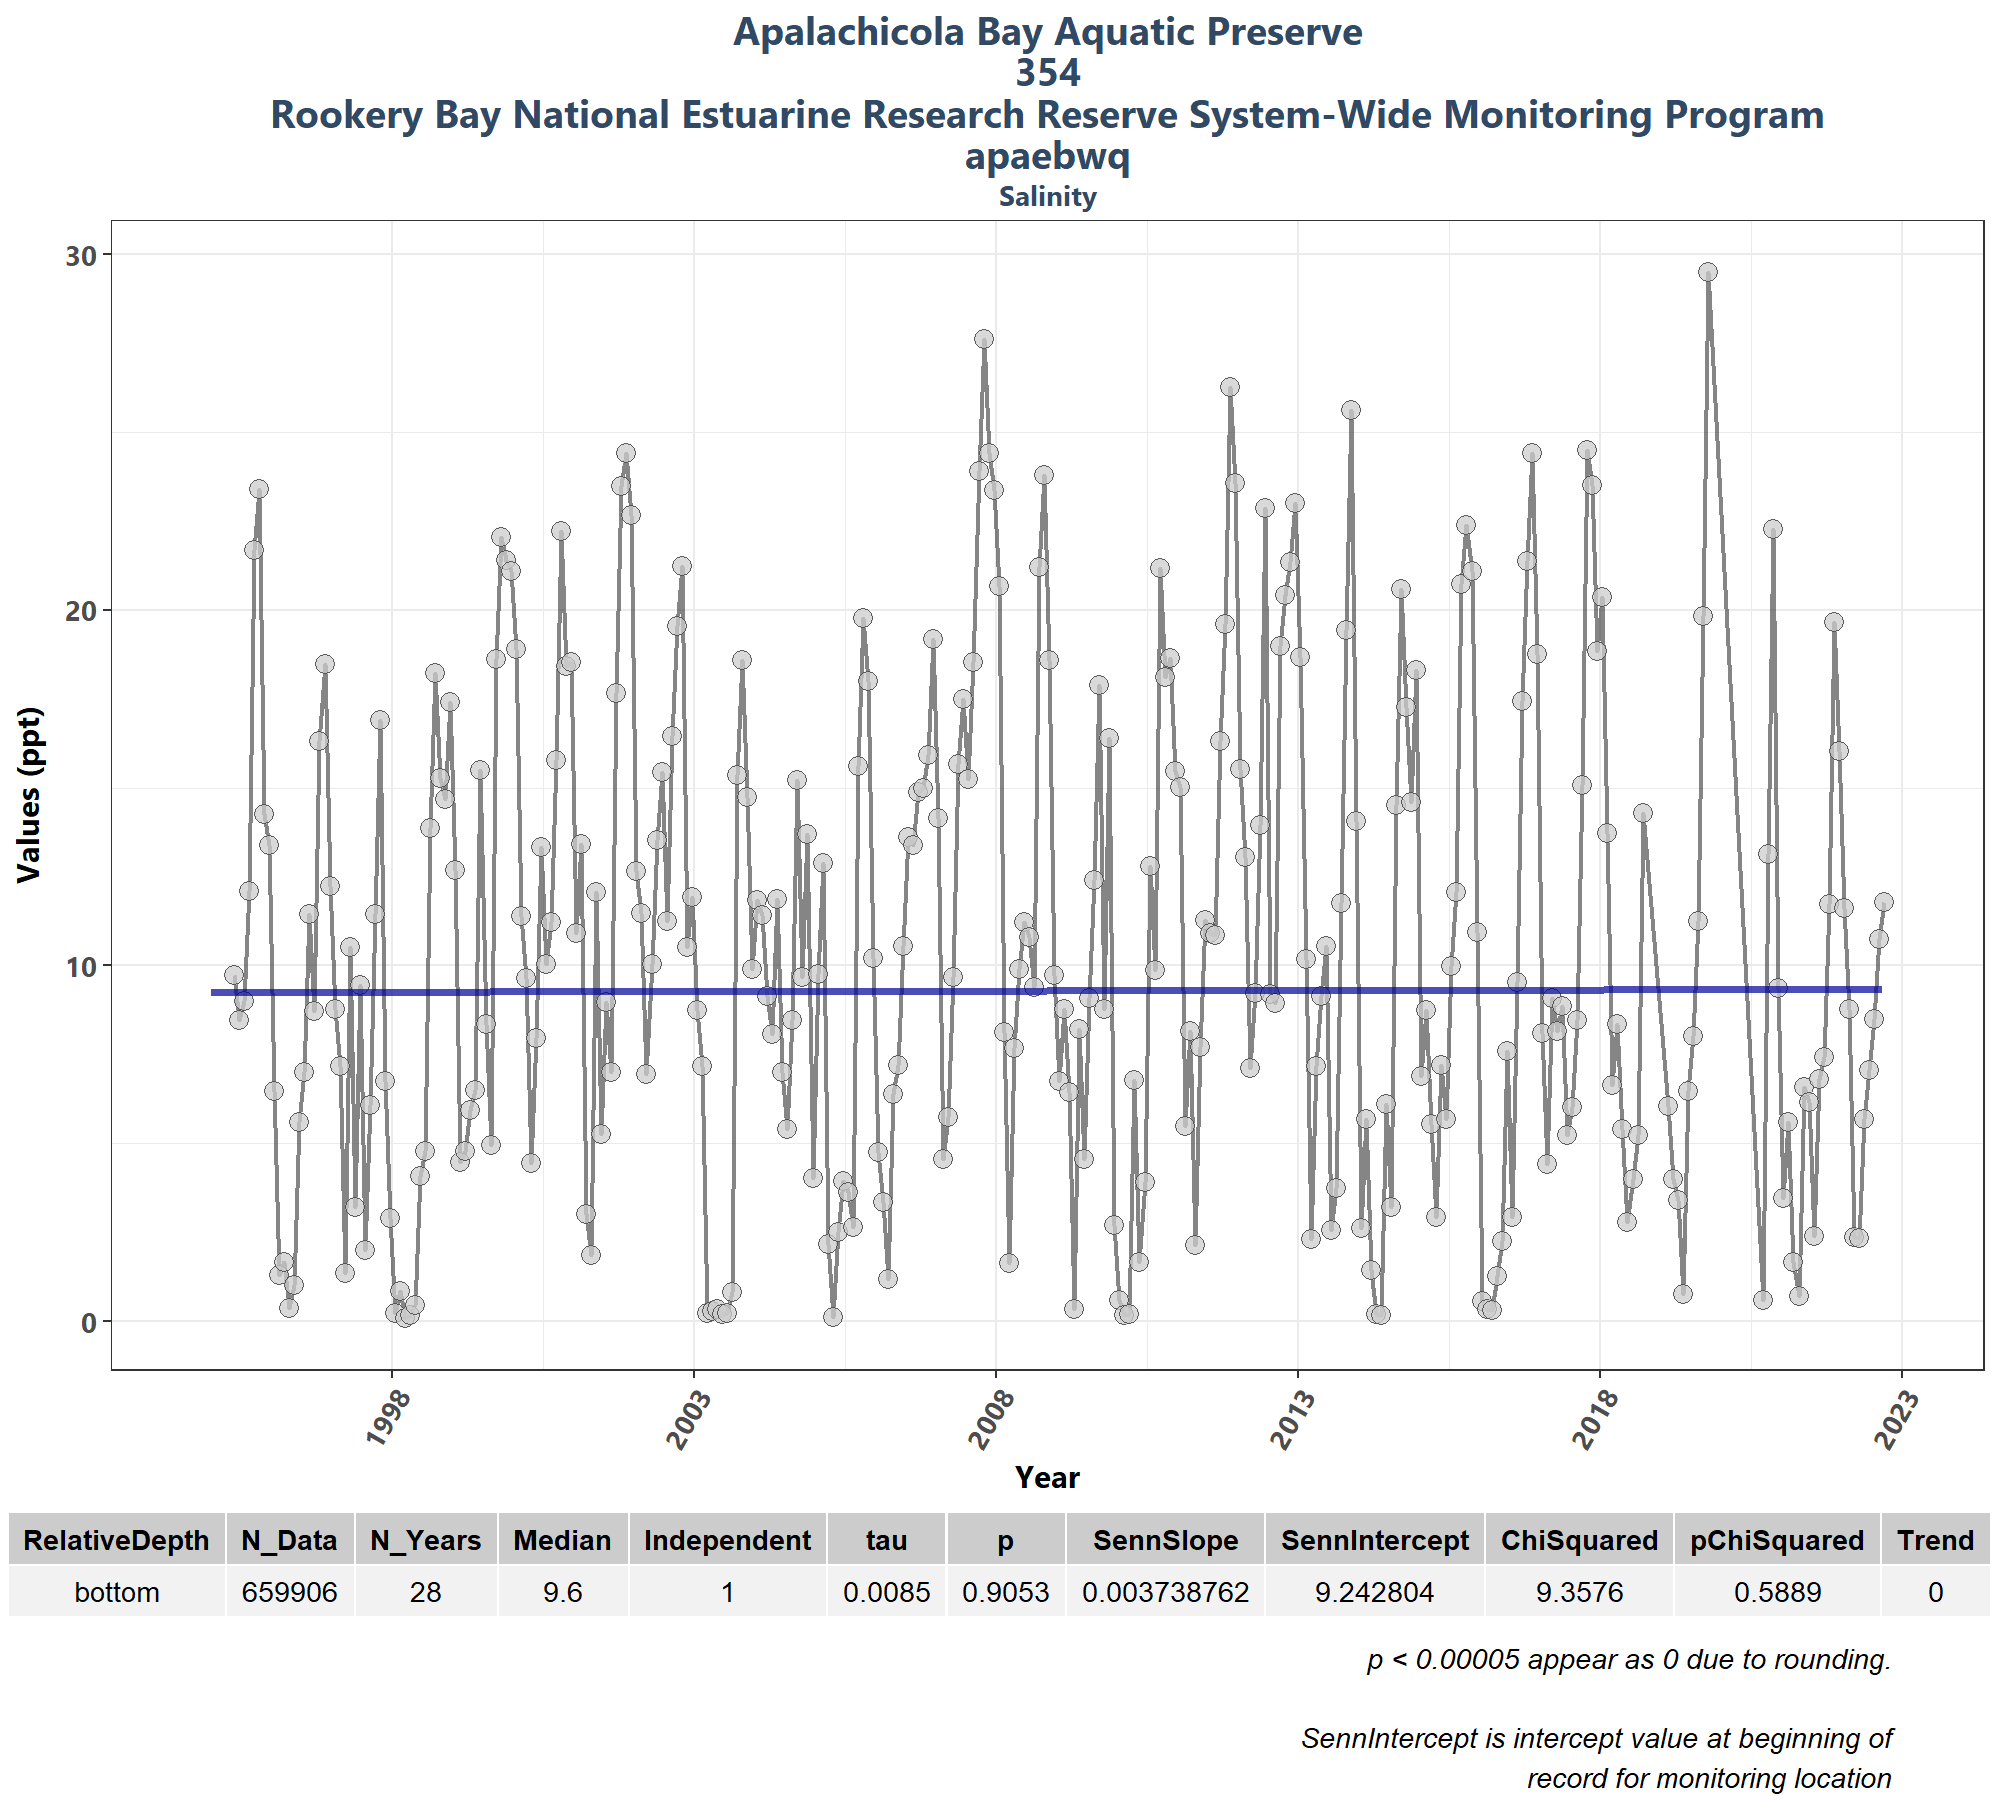 Apalachicola Bay Aquatic Preserve
354
Rookery Bay National Estuarine Research Reserve System-Wide Monitoring Program
apaebwq
Salinity
30
20
10
0
Values (ppt)
1998 2003 2008 2013 2018 2023
Year
RelativeDepth N_Data N_Years Median Independent tau p SennSlope SennIntercept ChiSquared pChiSquared Trend
bottom 659906 28 9.6 1 0.0085 0.9053 0.003738762 9.242804 9.3576 0.5889 0
p < 0.00005 appear as 0 due to rounding.
SennIntercept is intercept value at beginning of
record for monitoring location